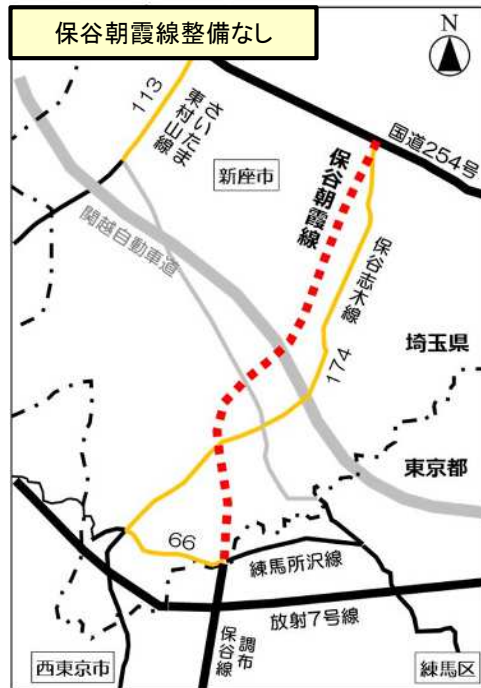 保谷朝霞線整備なし
N
113
さいたま
東村山線
国道254号
新座市
保谷朝霞線
関越自動車道
保谷志木線
174
埼玉県
東京都
66
練馬所沢線
放射7号線
調布
保谷線
西東京市
練馬区